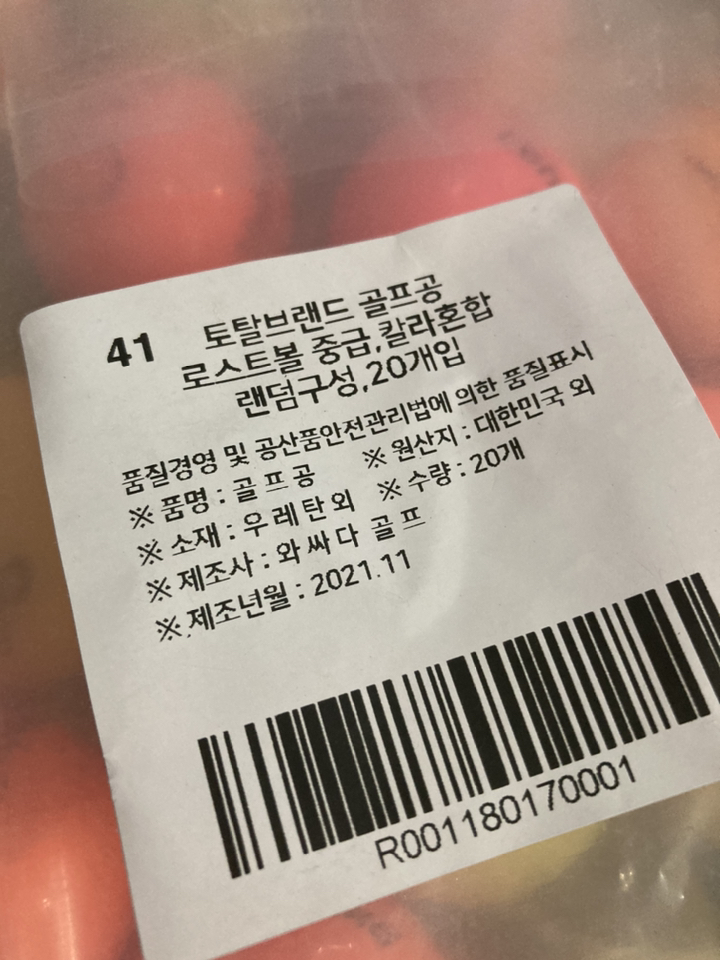 41
토탈브랜드 골프공
로스트볼 중급,칼라혼합
랜덤구성,20개입
품질경영 및 공산품안전관리법에 의한 품질표시
※ 품명 : 골 프 공 ※ 원산지 : 대한민국 외
※ 소재 : 우 레 탄 외 ※ 수량 : 20개
※ 제조사 : 와 싸 다 골 프
※.제조년월 : 2021.11
R001180170001